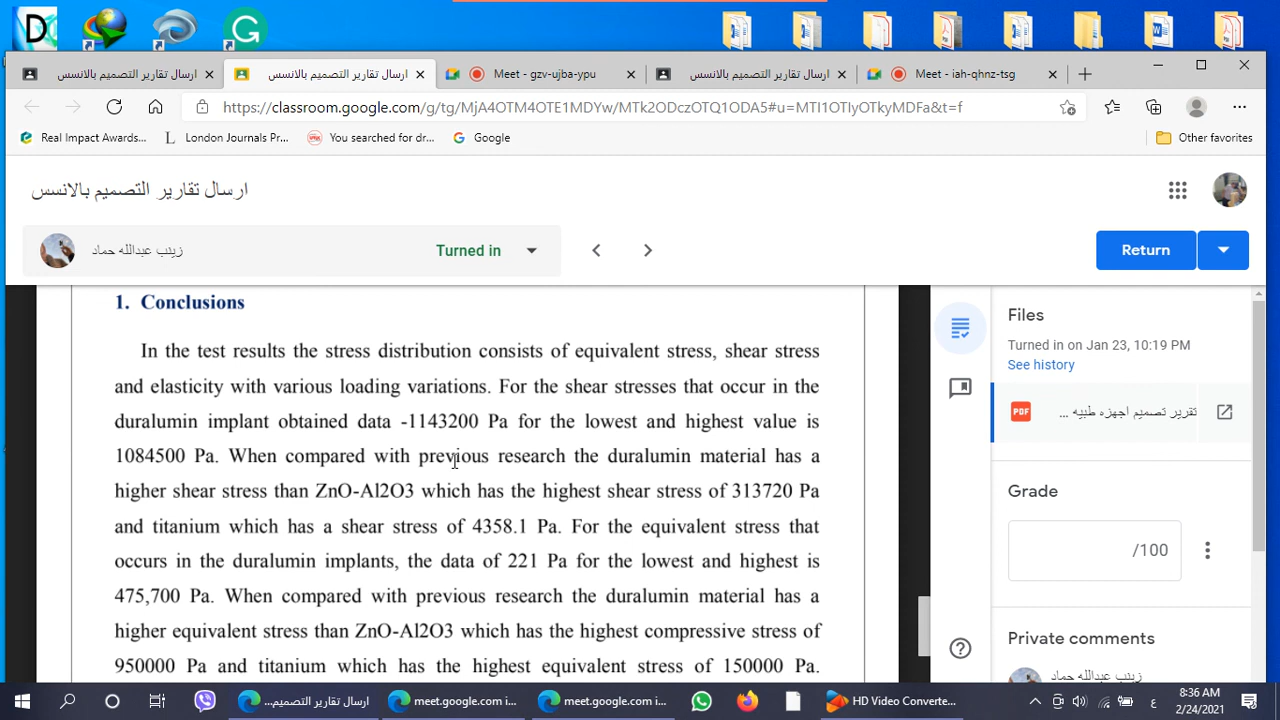 ارسال تقارير التصميم بالانسس
ارسال تقارير التصميم بالانسس
Meet - gzv-ujba-ypu
ارسال تقارير التصميم بالانسس
Meet - iah-qhnz-tsg
https://classroom.google.com/g/tg/MjA4OTM4OTE1MDYw/MTk2ODczOTQ1ODA5#u=MTI1OTIyOTkyMDFa&t=f
Real Impact Awards...
London Journals Pr...
You searched for dr...
Google
Other favorites
ارسال تقارير التصميم بالانسس
زينب عبدالله حماد
Turned in
Return
1. Conclusions
In the test results the stress distribution consists of equivalent stress, shear stress
and elasticity with various loading variations. For the shear stresses that occur in the
duralumin implant obtained data -1143200 Pa for the lowest and highest value is
1084500 Pa. When compared with previous research the duralumin material has a
higher shear stress than ZnO-Al2O3 which has the highest shear stress of 313720 Pa
and titanium which has a shear stress of 4358.1 Pa. For the equivalent stress that
occurs in the duralumin implants, the data of 221 Pa for the lowest and highest is
475,700 Pa. When compared with previous research the duralumin material has a
higher equivalent stress than ZnO-Al2O3 which has the highest compressive stress of
950000 Pa and titanium which has the highest equivalent stress of 150000 Pa.
Files
Turned in on Jan 23, 10:19 PM
See history
PDF
تقرير تصميم اجهزه طبيه ...
Grade
/100
Private comments
زينب عبدالله حماد
ارسال تقارير التصميم...
meet.google.com i...
meet.google.com i...
HD Video Converte...
ع
8:36 AM
2/24/2021